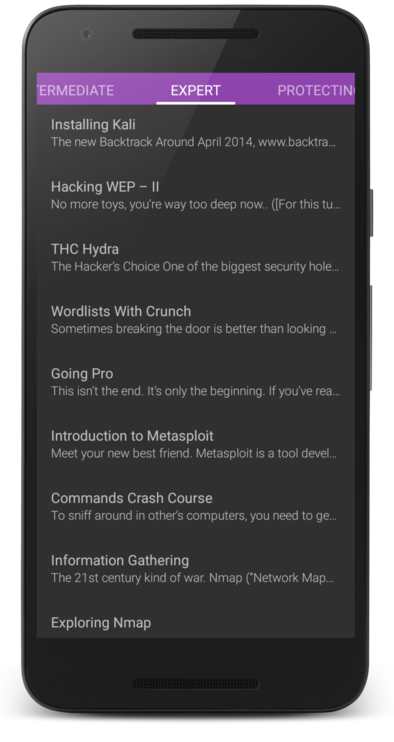 TERMEDIATE EXPERT PROTECTING
Installing Kali
The new Backtrack Around April 2014, www.backtra...
Hacking WEP – II
No more toys, you're way too deep now.. ([For this tu...
THC Hydra
The Hacker's Choice One of the biggest security hole...
Wordlists With Crunch
Sometimes breaking the door is better than looking ...
Going Pro
This isn't the end. It's only the beginning. If you've rea...
Introduction to Metasploit
Meet your new best friend. Metasploit is a tool devel...
Commands Crash Course
To sniff around in other's computers, you need to ge...
Information Gathering
The 21st century kind of war. Nmap ("Network Map...
Exploring Nmap